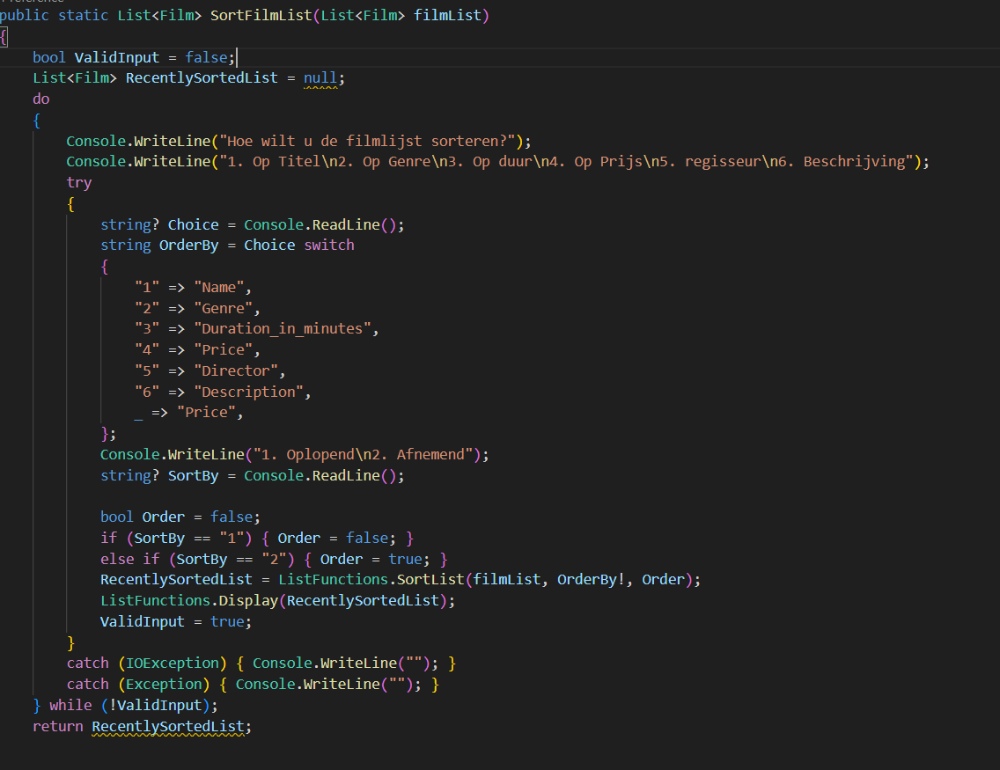 public static List<Film> SortFilmList(List<Film> filmList)
{
    bool ValidInput = false;
    List<Film> RecentlySortedList = null;
    do
    {
        Console.WriteLine("Hoe wilt u de filmlijst sorteren?");
        Console.WriteLine("1. Op Titel\n2. Op Genre\n3. Op duur\n4. Op Prijs\n5. regisseur\n6. Beschrijving");
        try
        {
            string? Choice = Console.ReadLine();
            string OrderBy = Choice switch
            {
                "1" => "Name",
                "2" => "Genre",
                "3" => "Duration_in_minutes",
                "4" => "Price",
                "5" => "Director",
                "6" => "Description",
                _ => "Price",
            };
            Console.WriteLine("1. Oplopend\n2. Afnemend");
            string? SortBy = Console.ReadLine();

            bool Order = false;
            if (SortBy == "1") { Order = false; }
            else if (SortBy == "2") { Order = true; }
            RecentlySortedList = ListFunctions.SortList(filmList, OrderBy!, Order);
            ListFunctions.Display(RecentlySortedList);
            ValidInput = true;
        }
        catch (IOException) { Console.WriteLine(""); }
        catch (Exception) { Console.WriteLine(""); }
    } while (!ValidInput);
    return RecentlySortedList;